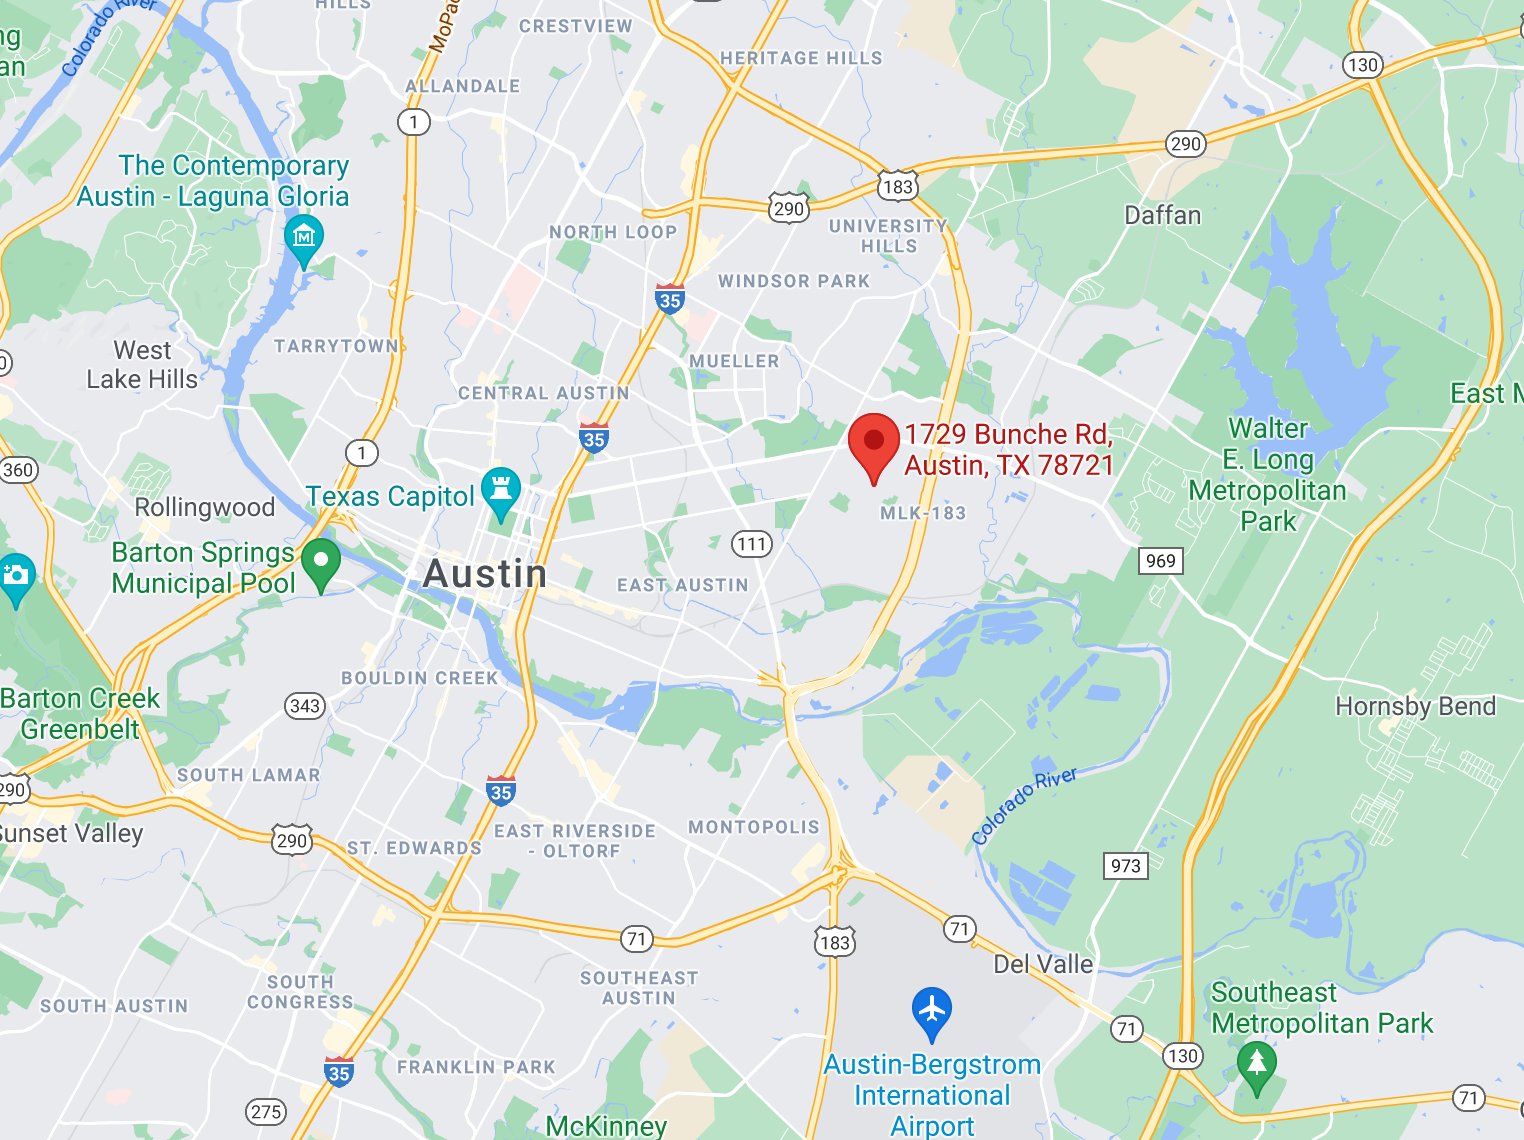 HILLS
Colorado River
MoPac
CRESTVIEW
ng
an
HERITAGE HILLS
130
ALLANDALE
1
290
The Contemporary
Austin - Laguna Gloria
183
290
Daffan
NORTH LOOP
UNIVERSITY
HILLS
WINDSOR PARK
35
West
Lake Hills
TARRYTOWN
MUELLER
0
CENTRAL AUSTIN
East M
35
1729 Bunche Rd,
Austin, TX 78721
Walter
E. Long
Metropolitan
Park
1
360
Texas Capitol
Rollingwood
MLK-183
111
969
Barton Springs
Municipal Pool
Austin
EAST AUSTIN
BOULDIN CREEK
Barton Creek
Greenbelt
343
Hornsby Bend
SOUTH LAMAR
290
35
Colorado River
Sunset Valley
290
ST. EDWARDS
EAST RIVERSIDE
- OLTORF
MONTOPOLIS
973
71
183
71
Del Valle
SOUTH
CONGRESS
SOUTHEAST
AUSTIN
SOUTH AUSTIN
Southeast
Metropolitan Park
71
130
35
FRANKLIN PARK
Austin-Bergstrom
International
Airport
275
71
McKinney